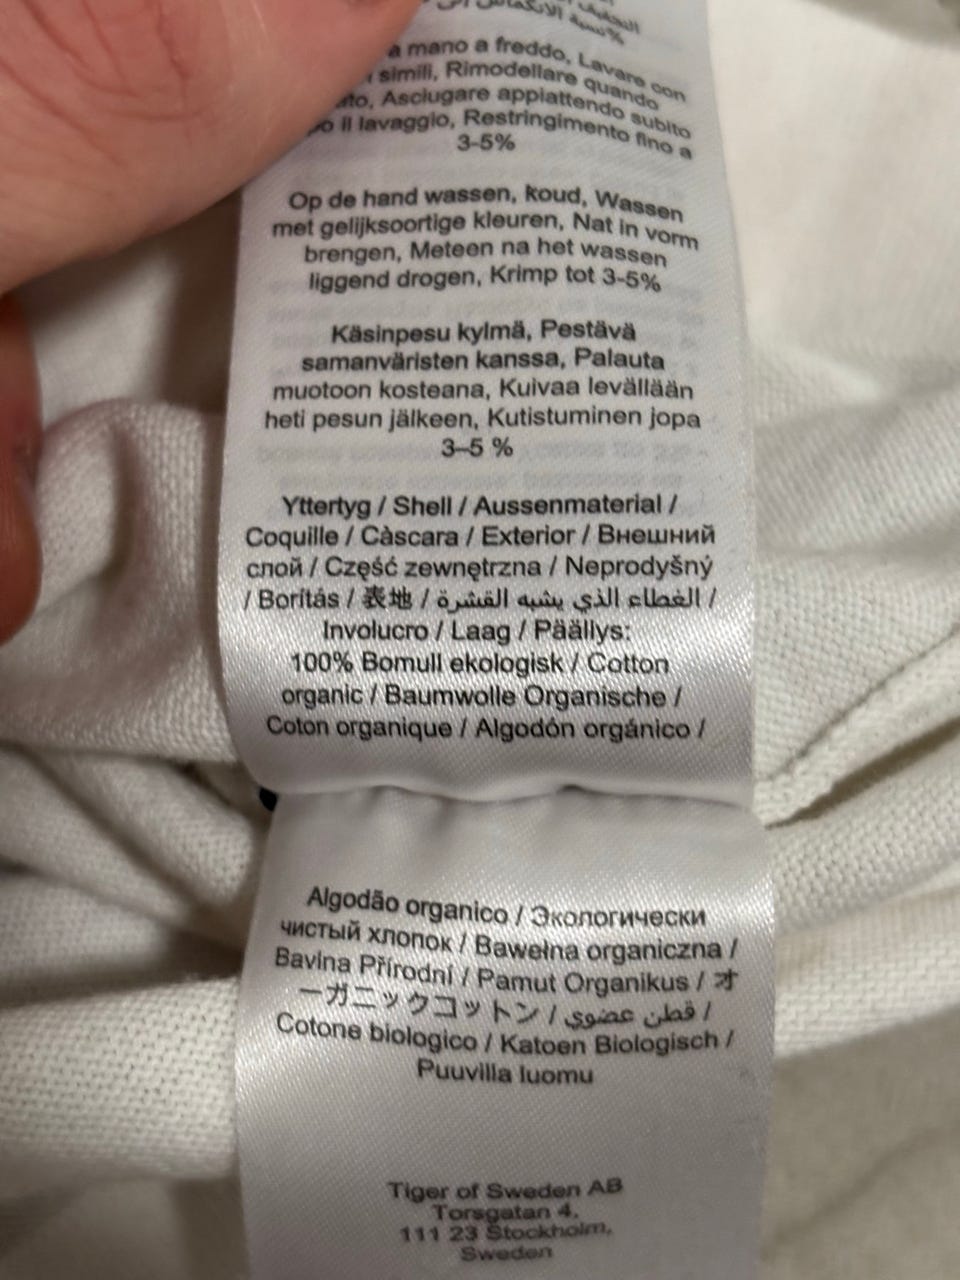 %نسبة الانكماش
a mano a freddo, Lavare con
simili, Rimodellare quando
Asciugare appiattendo subito
il lavaggio, Restringimento fino a
3-5%
Op de hand wassen, koud, Wassen
met gelijksoortige kleuren, Nat in vorm
brengen, Meteen na het wassen
liggend drogen, Krimp tot 3-5%
Käsinpesu kylmä, Pestävä
samanväristen kanssa, Palauta
muotoon kosteana, Kuivaa levällään
heti pesun jälkeen, Kutistuminen jopa
3–5 %
Yttertyg / Shell / Aussenmaterial /
Coquille / Càscara / Exterior / Внешний
слой / Część zewnętrzna / Neprodyšný
/ Borítás / 表地 / الغطاء الذي يشبه القشرة /
Involucro / Laag / Päällys:
100% Bomull ekologisk / Cotton
organic / Baumwolle Organische /
Coton organique / Algodón orgánico /
Algodão organico / Экологически
чистый хлопок / Bawełna organiczna /
Bavlna Přírodní / Pamut Organikus / オ
ーガニックコットン / قطن عضوي /
Cotone biologico / Katoen Biologisch /
Puuvilla luomu
Tiger of Sweden AB
Torsgatan 4,
111 23 Stockholm,
Sweden